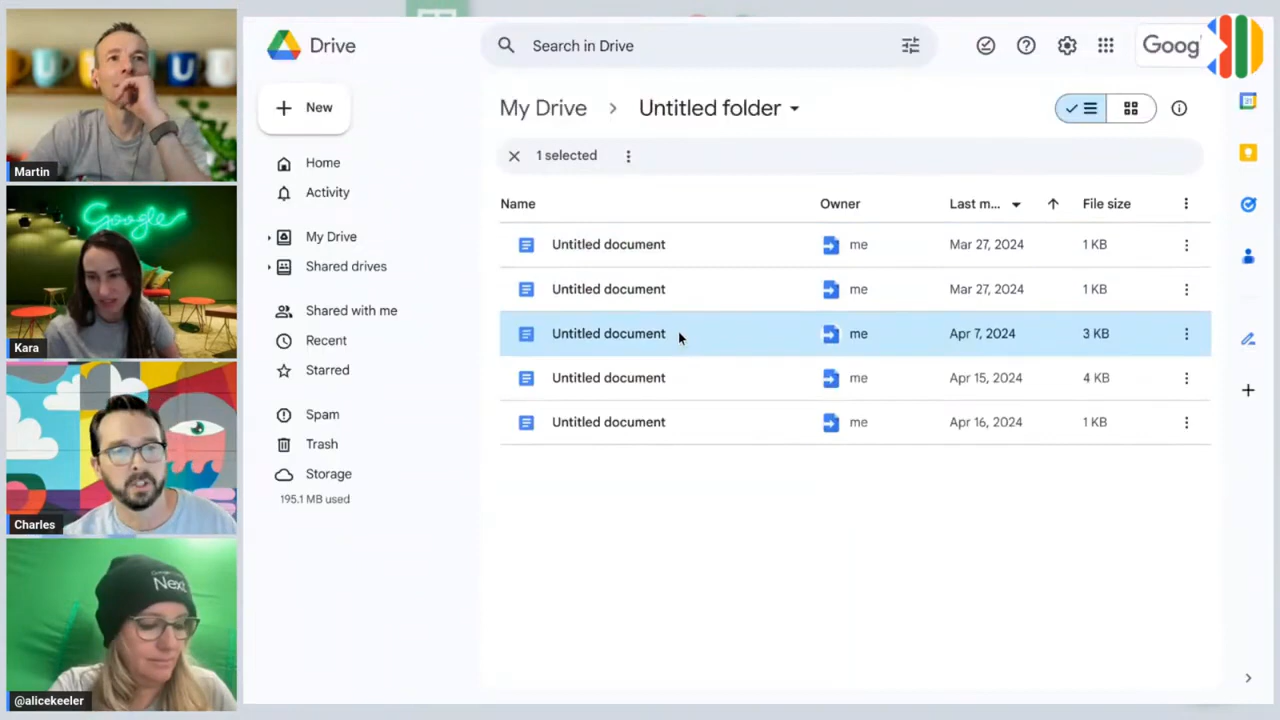 Martin
Google
Kara
Charles
Google
Next
@alicekeeler
Drive
Search in Drive
Goog
New
Home
Activity
My Drive
Shared drives
Shared with me
Recent
Starred
Spam
Trash
Storage
195.1 MB used
My Drive > Untitled folder
1 selected
Name Owner Last m... File size
Untitled document me Mar 27, 2024 1 KB
Untitled document me Mar 27, 2024 1 KB
Untitled document me Apr 7, 2024 3 KB
Untitled document me Apr 15, 2024 4 KB
Untitled document me Apr 16, 2024 1 KB